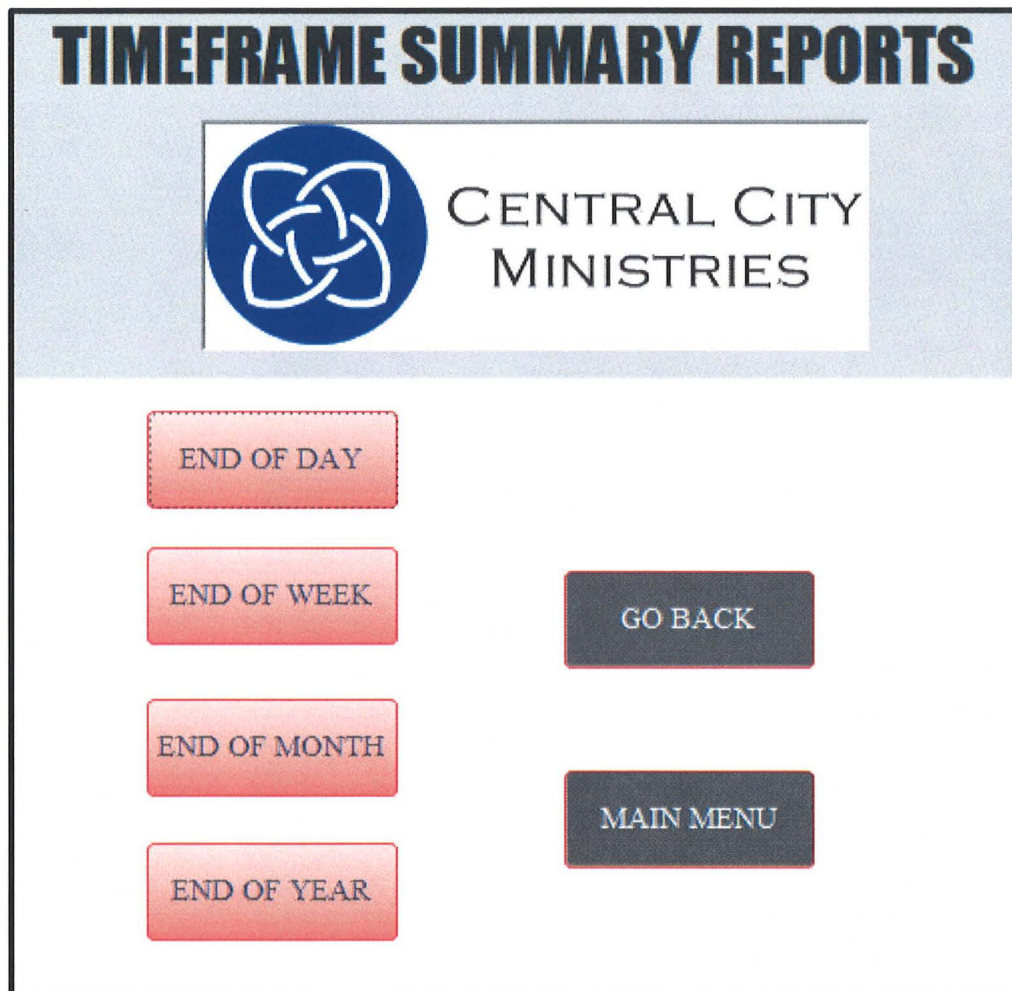 TIMEFRAME SUMMARY REPORTS
CENTRAL CITY
MINISTRIES
END OF DAY
END OF WEEK
END OF MONTH
END OF YEAR
GO BACK
MAIN MENU